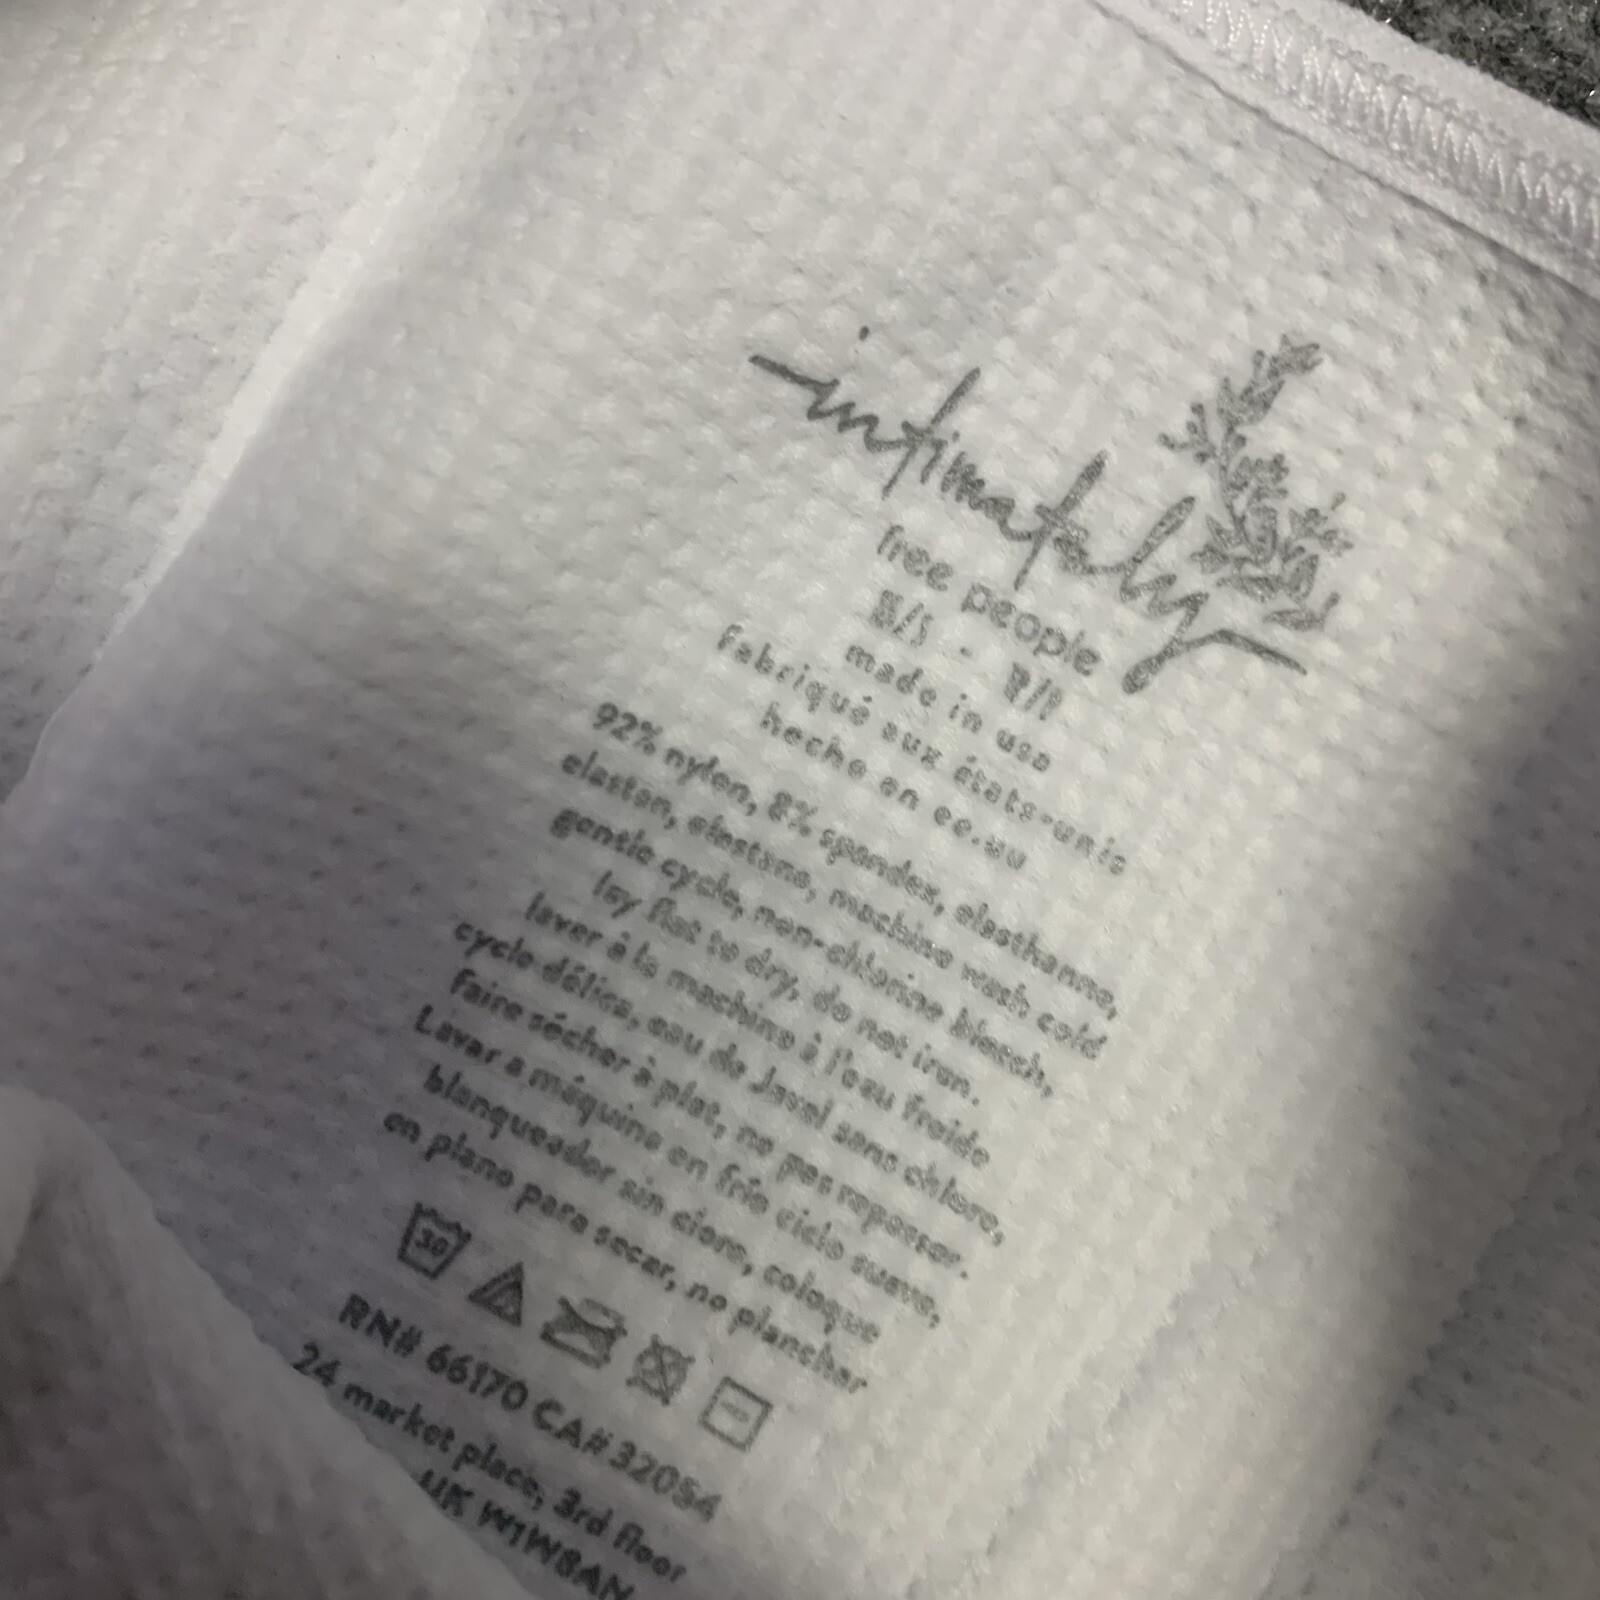 intimately
free people
made in usa
fabriqué aux états-unis
hecho en ee.uu
92% nylon, 8% spandex, elasthanne,
elastan, elastano, machine wash cold
gentle cycle, non-chlorine bleach,
lay flat to dry, do not iron.
laver à la machine à l'eau froide
cycle délica, eau de Javel sans chlore,
faire sécher à plat, ne pas repasser.
Lavar a máquina en frío ciclo suave,
blanqueador sin cloro, coloque
en plano para secar, no planchar
30
RN# 66170 CA# 32054
24 market place, 3rd floor
UK W1W8AN